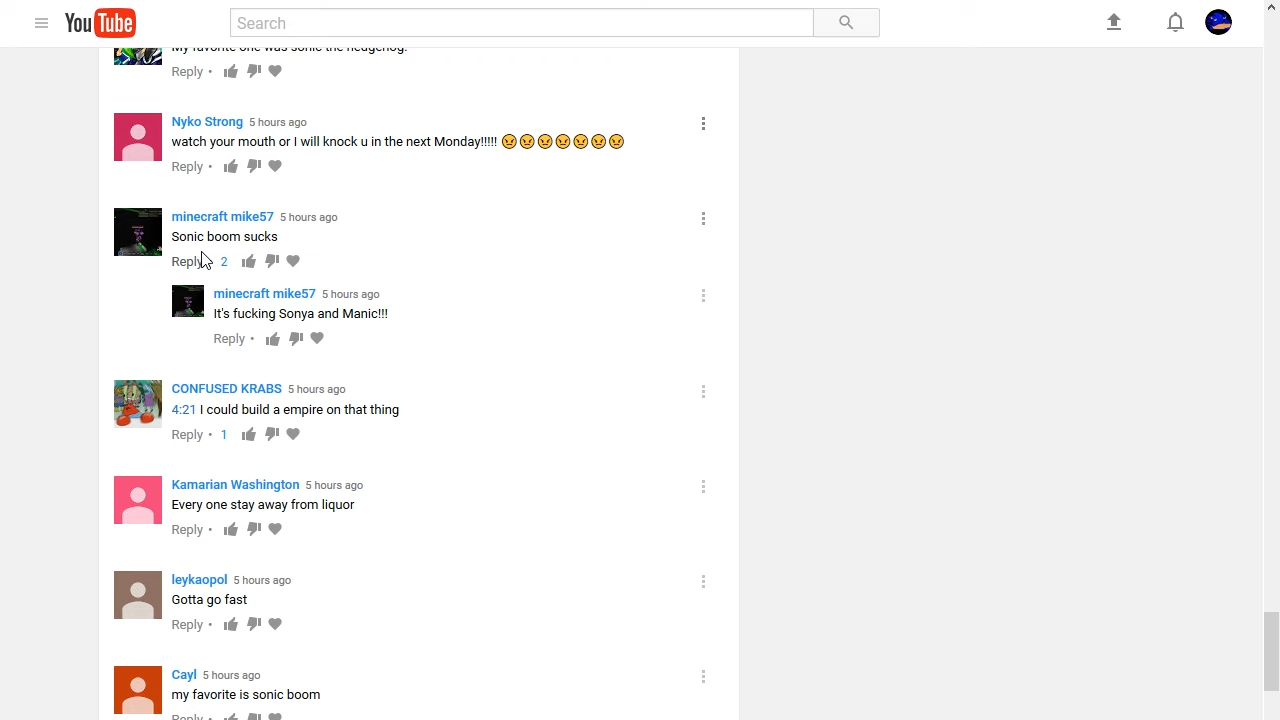 YouTube
Search
My favorite one was sonic the hedgehog.
Reply •
Nyko Strong 5 hours ago
watch your mouth or I will knock u in the next Monday!!!!! 😡😡😡😡😡😡😡
Reply •
minecraft mike57 5 hours ago
Sonic boom sucks
Reply 2
minecraft mike57 5 hours ago
It's fucking Sonya and Manic!!!
Reply •
CONFUSED KRABS 5 hours ago
4:21 I could build a empire on that thing
Reply • 1
Kamarian Washington 5 hours ago
Every one stay away from liquor
Reply •
leykaopol 5 hours ago
Gotta go fast
Reply •
Cayl 5 hours ago
my favorite is sonic boom
Reply •